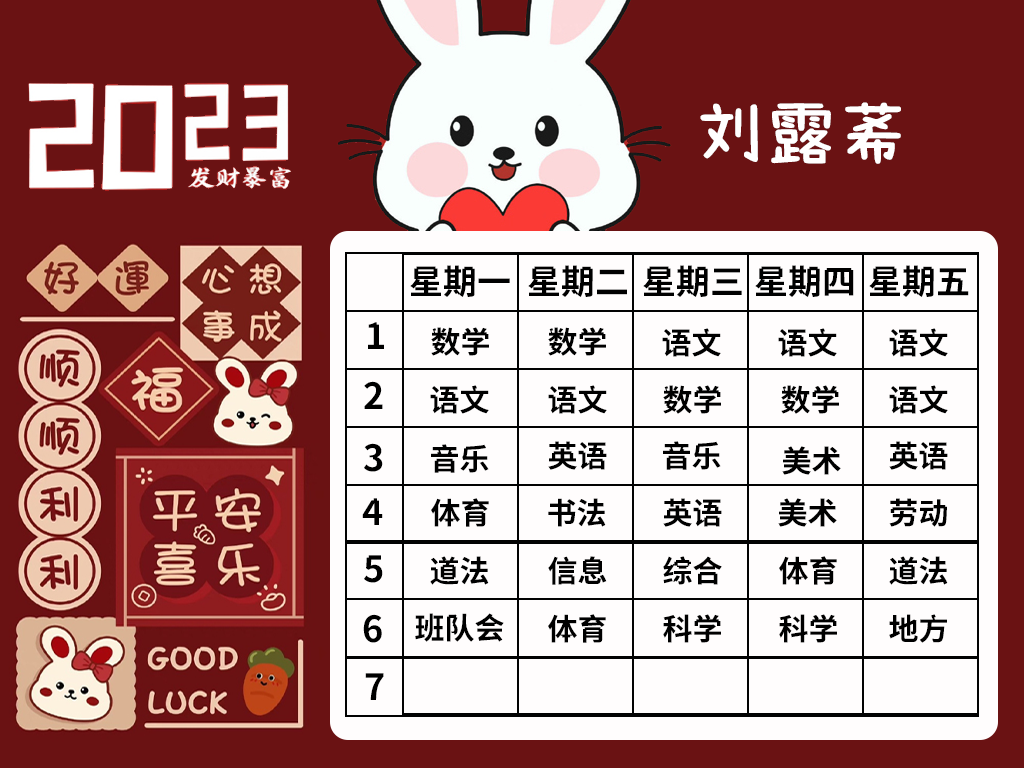 2023
发财暴富
刘露莃
好運
心想
事成
顺
顺
利
利
福
平安
喜乐
GOOD
LUCK
星期一 星期二 星期三 星期四 星期五
1 数学 数学 语文 语文 语文
2 语文 语文 数学 数学 语文
3 音乐 英语 音乐 美术 英语
4 体育 书法 英语 美术 劳动
5 道法 信息 综合 体育 道法
6 班队会 体育 科学 科学 地方
7